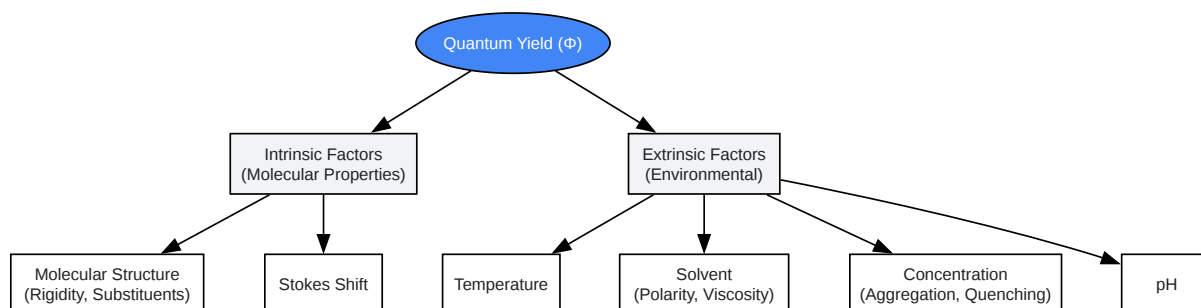 Quantum Yield (Φ)
Intrinsic Factors
(Molecular Properties)
Extrinsic Factors
(Environmental)
Molecular Structure
(Rigidity, Substituents)
Stokes Shift
Temperature
Solvent
(Polarity, Viscosity)
Concentration
(Aggregation, Quenching)
pH